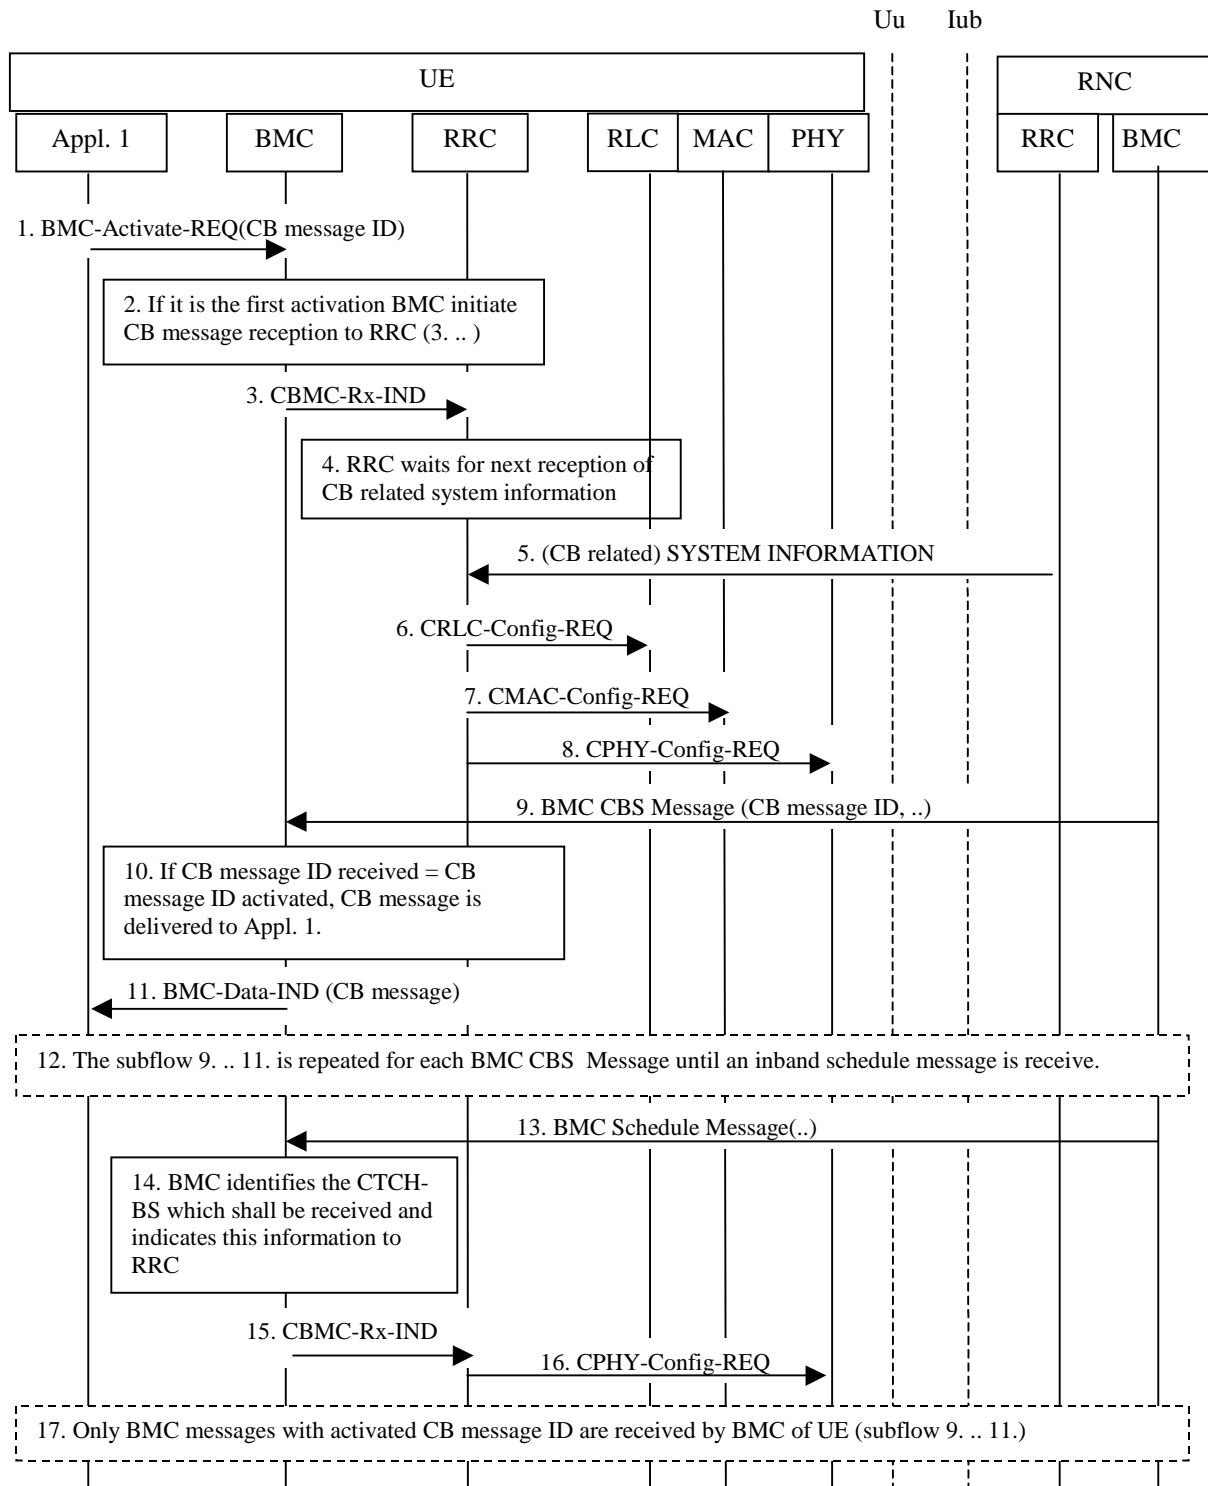 Uu Iub
UE
RNC
Appl. 1 BMC RRC RLC MAC PHY RRC BMC
1. BMC-Activate-REQ(CB message ID)
2. If it is the first activation BMC initiate
CB message reception to RRC (3. .. )
3. CBMC-Rx-IND
4. RRC waits for next reception of
CB related system information
5. (CB related) SYSTEM INFORMATION
6. CRLC-Config-REQ
7. CMAC-Config-REQ
8. CPHY-Config-REQ
9. BMC CBS Message (CB message ID, ..)
10. If CB message ID received = CB
message ID activated, CB message is
delivered to Appl. 1.
11. BMC-Data-IND (CB message)
12. The subflow 9. .. 11. is repeated for each BMC CBS  Message until an inband schedule message is receive.
13. BMC Schedule Message(..)
14. BMC identifies the CTCH-
BS which shall be received and
indicates this information to
RRC
15. CBMC-Rx-IND
16. CPHY-Config-REQ
17. Only BMC messages with activated CB message ID are received by BMC of UE (subflow 9. .. 11.)